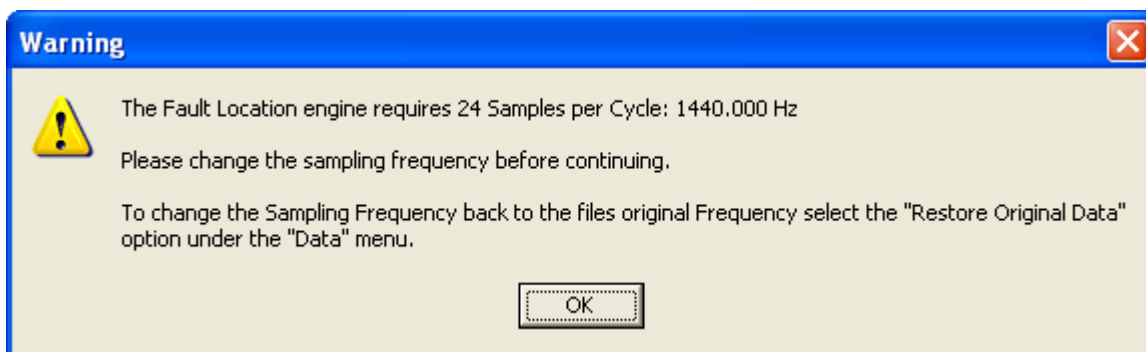 Warning
The Fault Location engine requires 24 Samples per Cycle: 1440.000 Hz
Please change the sampling frequency before continuing.
To change the Sampling Frequency back to the files original Frequency select the "Restore Original Data"
option under the "Data" menu.
OK